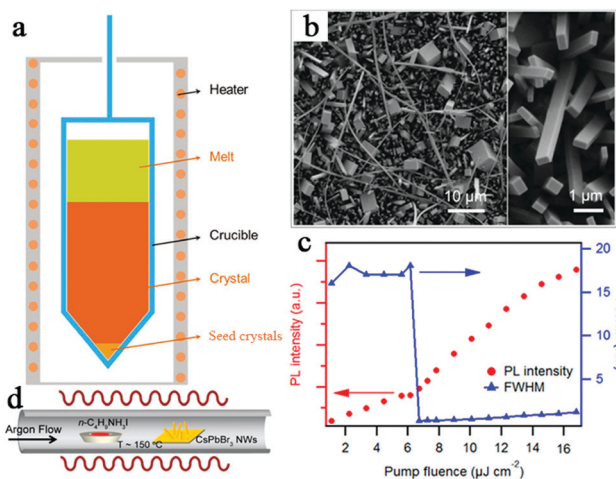 a
Heater
Melt
Crucible
Crystal
Seed crystals
b
10 µm
1 µm
c
PL intensity (a.u.)
20
15
10
5
PL intensity
FWHM
2 4 6 8 10 12 14 16
Pump fluence (µJ cm⁻²)
d
Argon Flow
n-C₄H₉NH₃I
T ~ 150 °C
CsPbBr₃ NWs